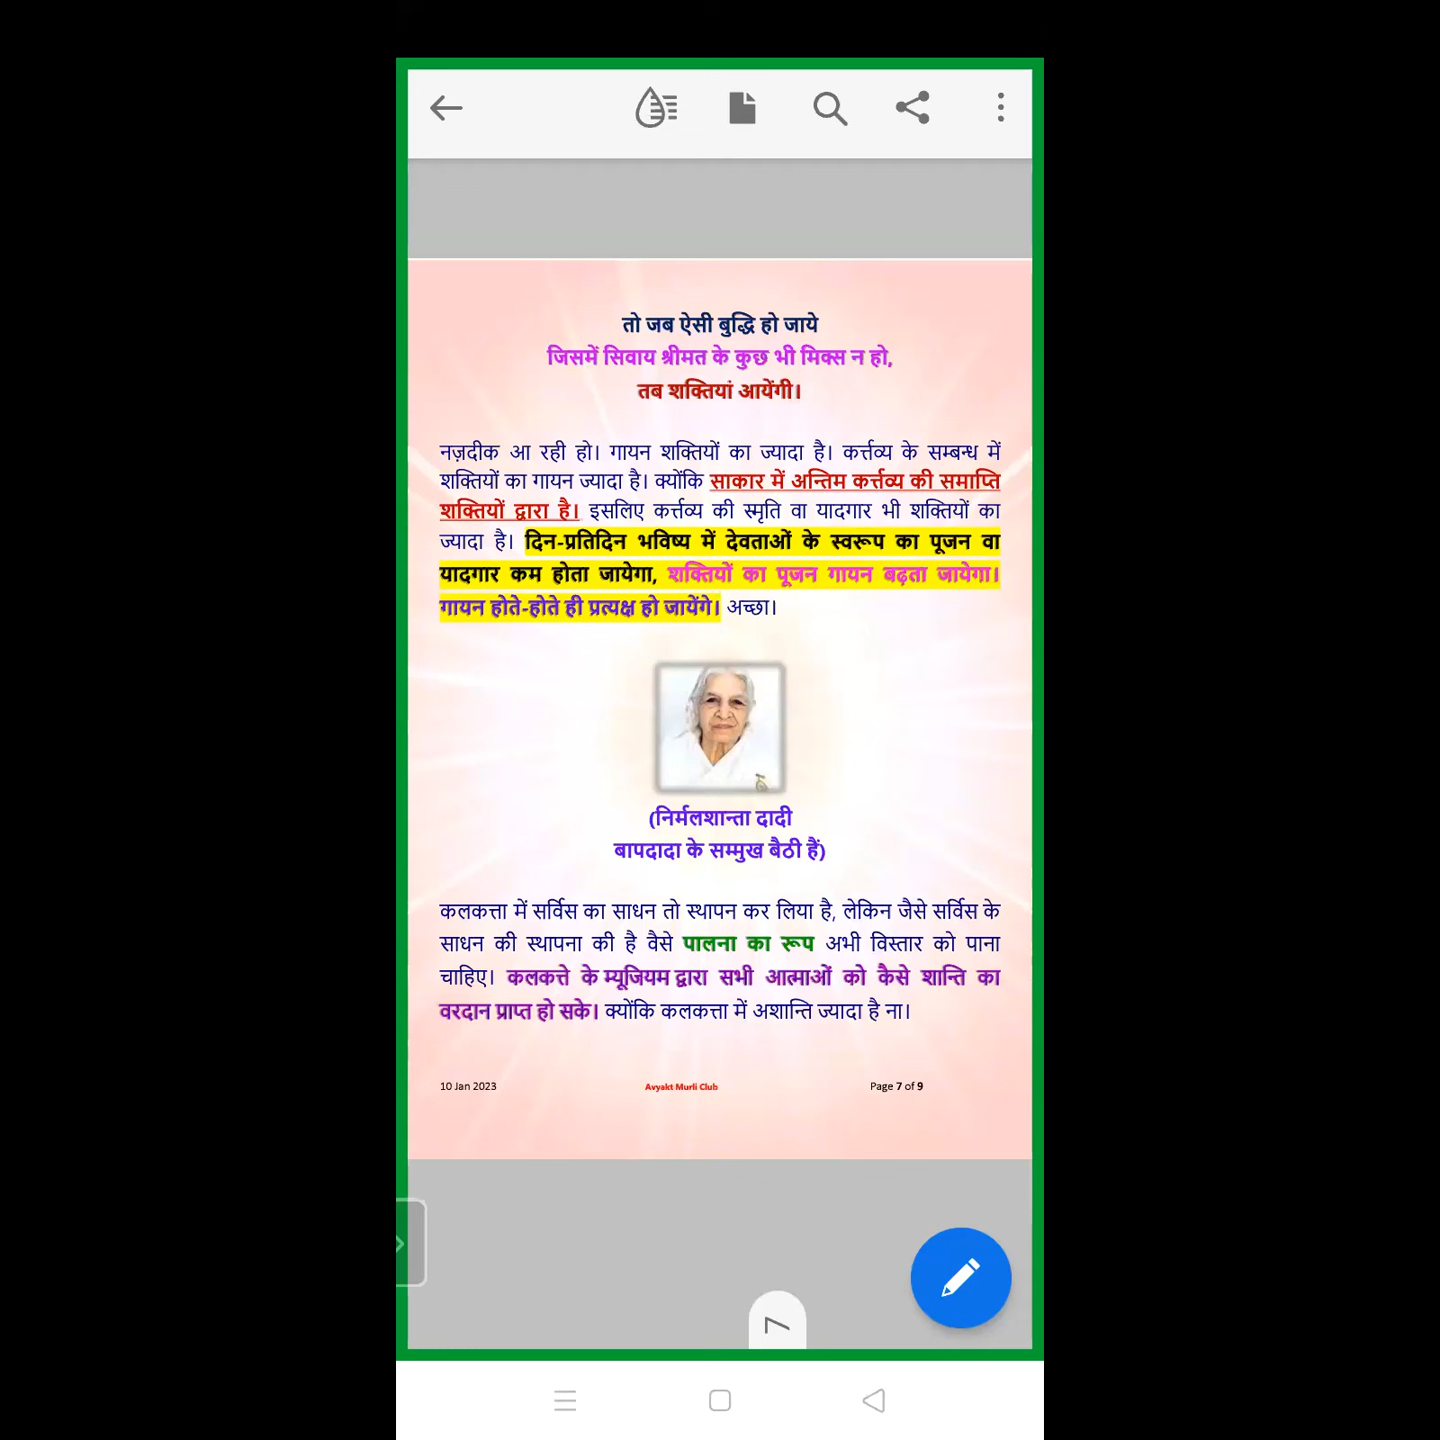 तो जब ऐसी बुद्धि हो जाये
जिसमें सिवाय श्रीमत के कुछ भी मिक्स न हो,
तब शक्तियां आयेंगी।
नज़दीक आ रही हो। गायन शक्तियों का ज्यादा है। कर्त्तव्य के सम्बन्ध में
शक्तियों का गायन ज्यादा है। क्योंकि साकार में अन्तिम कर्त्तव्य की समाप्ति
शक्तियों द्वारा है। इसलिए कर्त्तव्य की स्मृति वा यादगार भी शक्तियों का
ज्यादा है। दिन-प्रतिदिन भविष्य में देवताओं के स्वरूप का पूजन वा
यादगार कम होता जायेगा, शक्तियों का पूजन गायन बढ़ता जायेगा।
गायन होते-होते ही प्रत्यक्ष हो जायेंगे। अच्छा।
(निर्मलशान्ता दादी
बापदादा के सम्मुख बैठी हैं)
कलकत्ता में सर्विस का साधन तो स्थापन कर लिया है, लेकिन जैसे सर्विस के
साधन की स्थापना की है वैसे पालना का रूप अभी विस्तार को पाना
चाहिए। कलकत्ते के म्यूजियम द्वारा सभी आत्माओं को कैसे शान्ति का
वरदान प्राप्त हो सके। क्योंकि कलकत्ता में अशान्ति ज्यादा है ना।
10 Jan 2023 Avyakt Murli Club Page 7 of 9
7